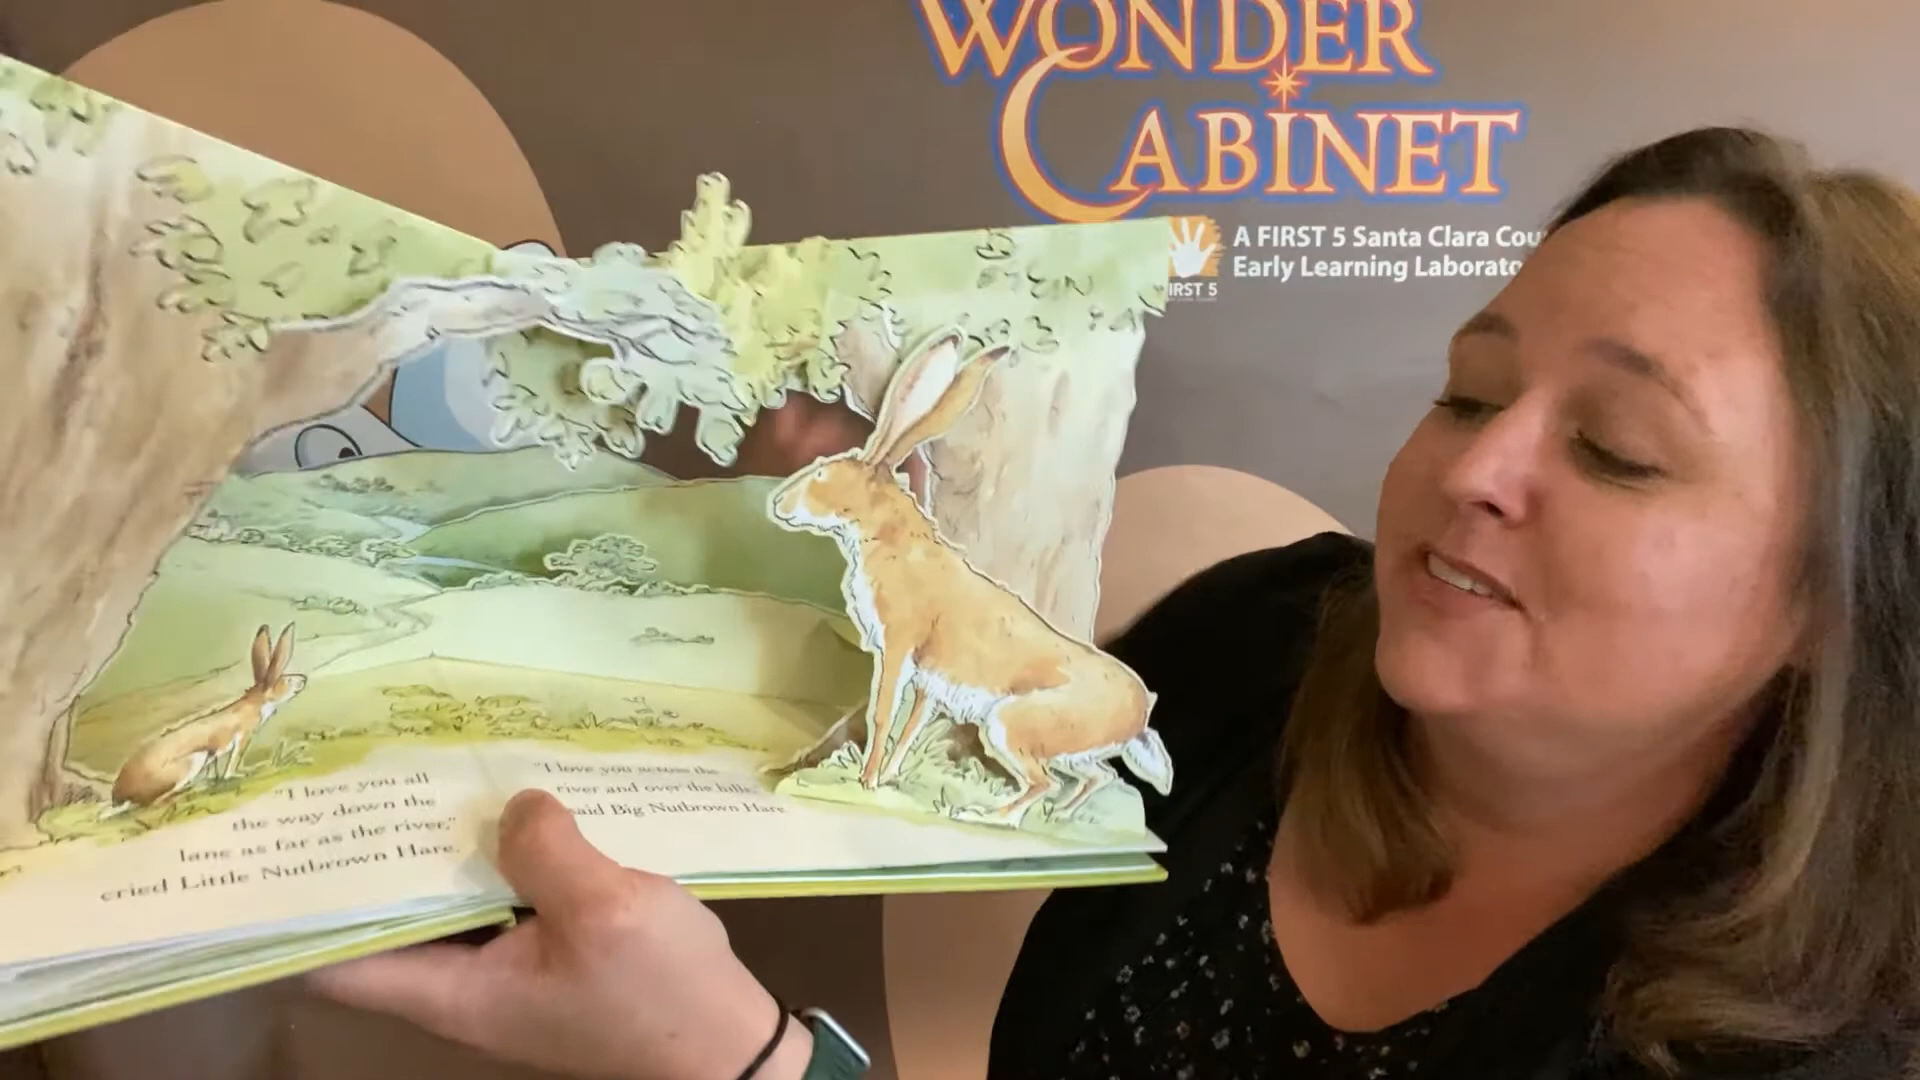 WONDER
CABINET
A FIRST 5 Santa Clara Cou
Early Learning Laborato
FIRST 5
"I love you all
the way down the
lane as far as the river,"
cried Little Nutbrown Hare.
"I love you across the
river and over the hills,"
said Big Nutbrown Hare.